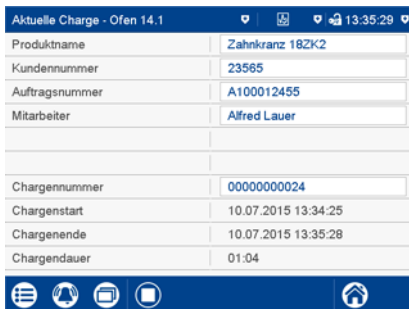 Aktuelle Charge - Ofen 14.1 13:35:29
Produktname Zahnkranz 18ZK2
Kundennummer 23565
Auftragsnummer A100012455
Mitarbeiter Alfred Lauer
Chargennummer 00000000024
Chargenstart 10.07.2015 13:34:25
Chargenende 10.07.2015 13:35:28
Chargendauer 01:04